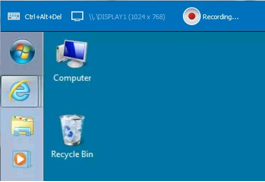 Ctrl+Alt+Del \\.\DISPLAY1 (1024 x 768) Recording...
Computer
Recycle Bin